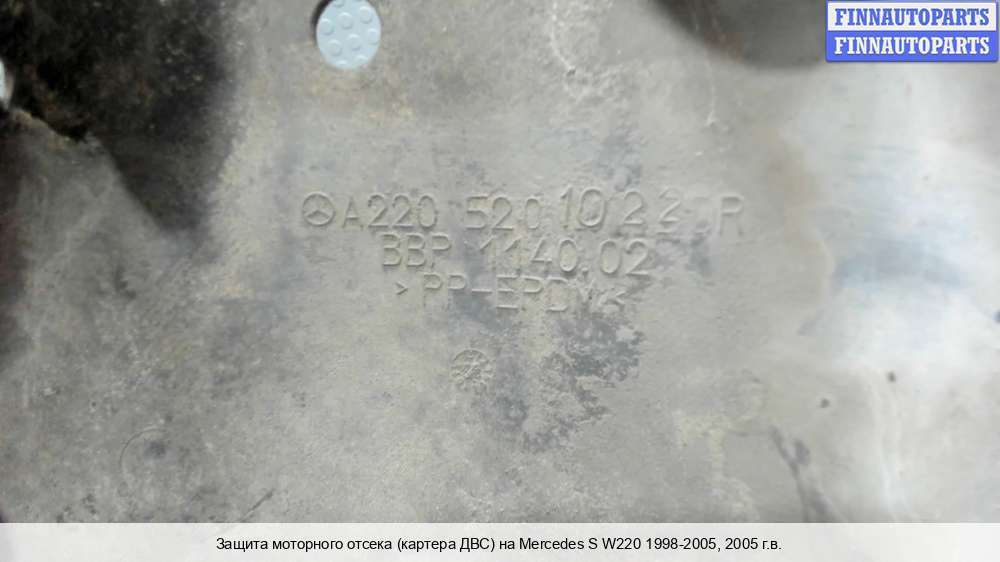 FINNAUTOPARTS
FINNAUTOPARTS
A220 520 10 22
BBP 1140.02
>PP-EPDM<
Защита моторного отсека (картера ДВС) на Mercedes S W220 1998-2005, 2005 г.в.